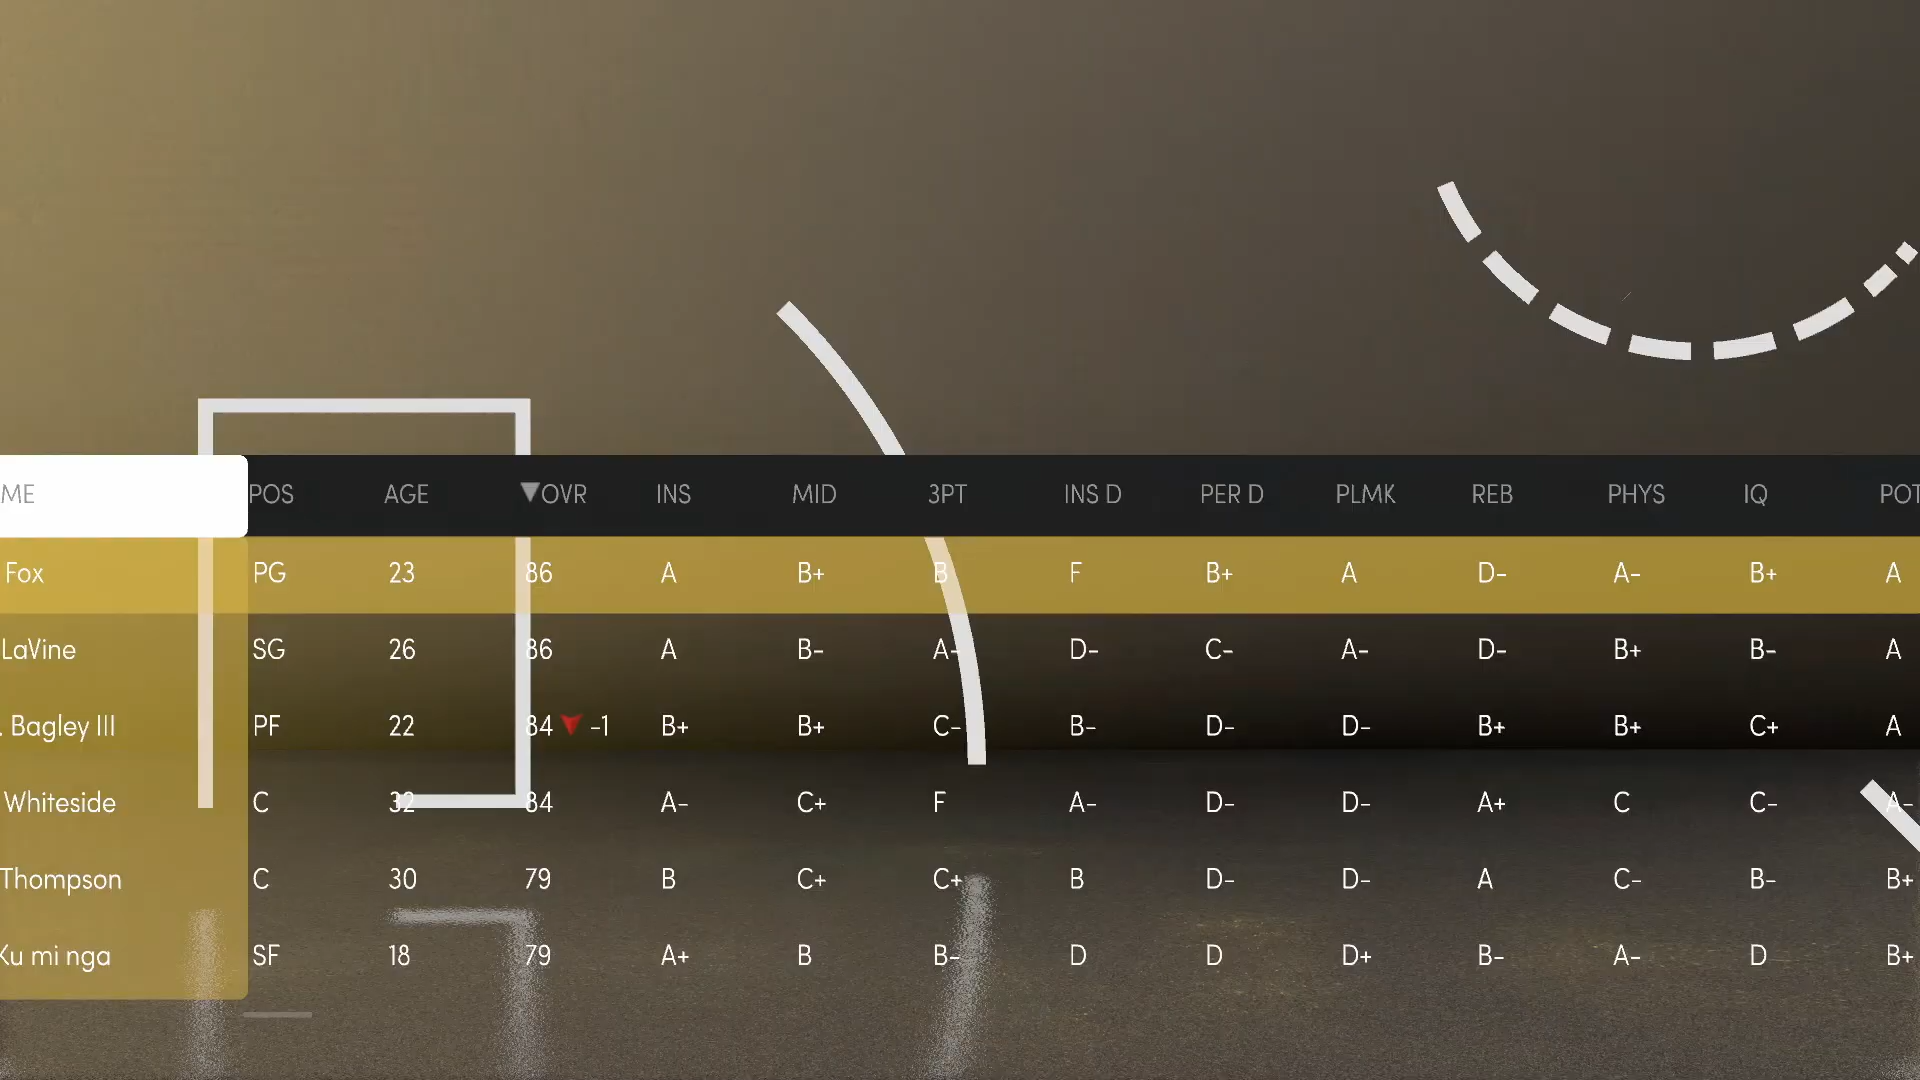 ME POS AGE ▼OVR INS MID 3PT INS D PER D PLMK REB PHYS IQ POT
Fox PG 23 86 A B+ B F B+ A D- A- B+ A
LaVine SG 26 86 A B- A- D- C- A- D- B+ B- A
. Bagley III PF 22 84 -1 B+ B+ C- B- D- D- B+ B+ C+ A
Whiteside C 32 84 A- C+ F A- D- D- A+ C C- A-
Thompson C 30 79 B C+ C+ B D- D- A C- B- B+
Ku mi nga SF 18 79 A+ B B- D D D+ B- A- D B+